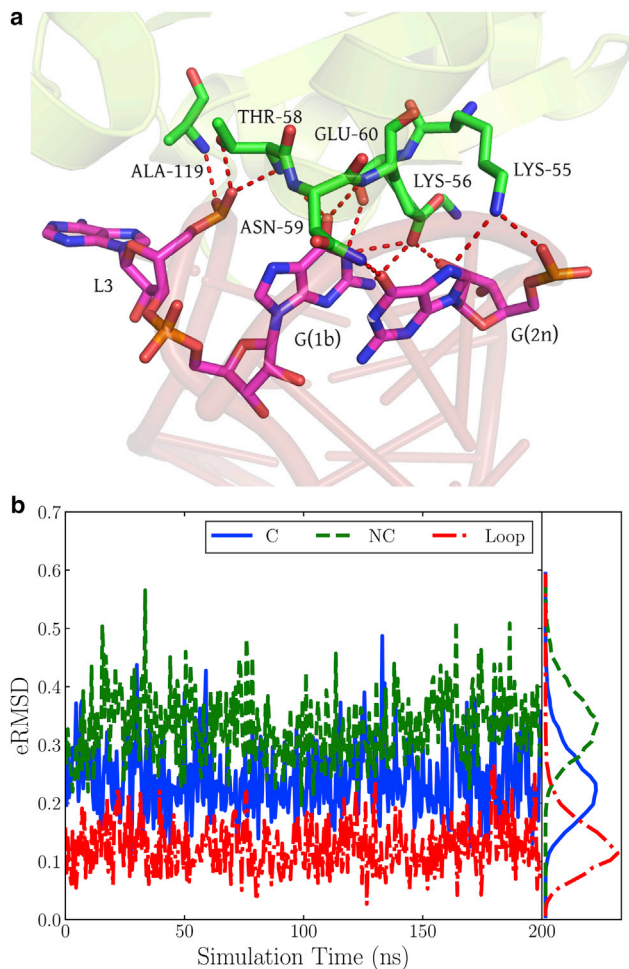 a
THR-58
GLU-60
ALA-119
LYS-56
LYS-55
ASN-59
L3
G(1b)
G(2n)
b
0.7
C NC Loop
0.6
0.5
0.4
0.3
0.2
0.1
0.0
eRMSD
0 50 100 150 200
Simulation Time (ns)